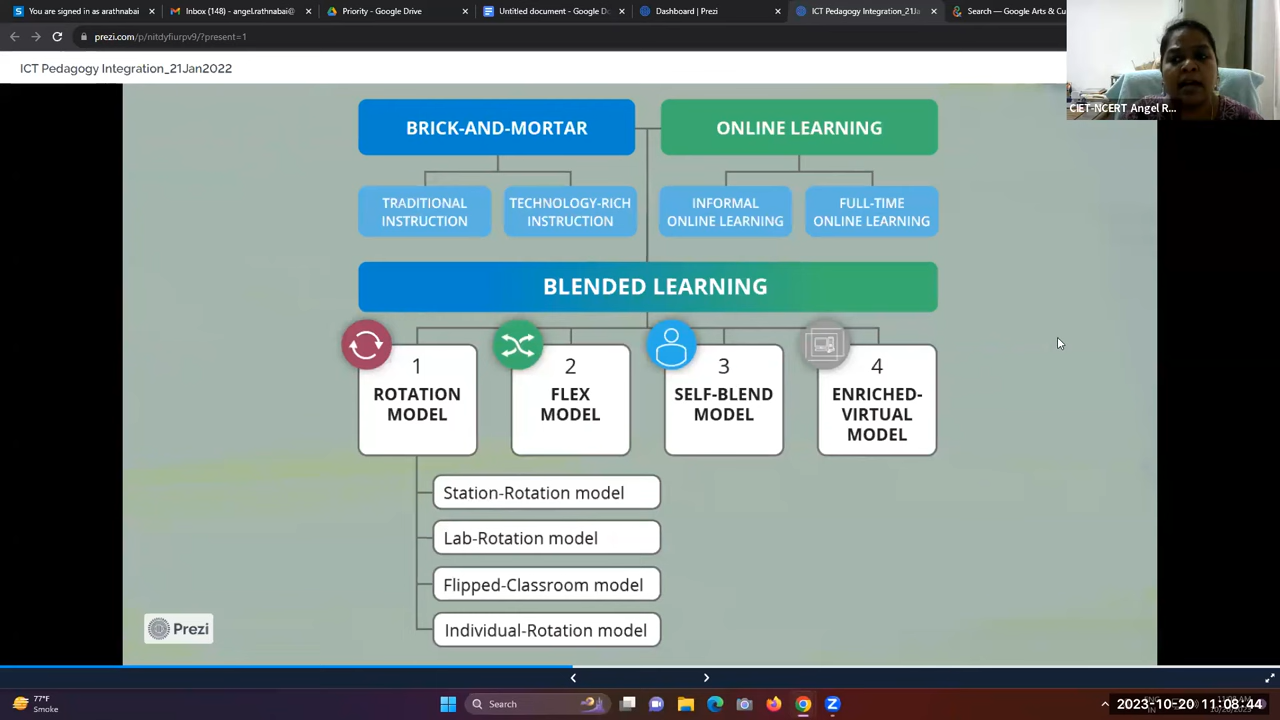 You are signed in as arathnabai
Inbox (148) - angel.rathnabai@
Priority - Google Drive
Untitled document - Google Do
Dashboard | Prezi
ICT Pedagogy Integration_21Ja
Search — Google Arts & Cu
prezi.com/p/nitdyfiurpv9/?present=1
ICT Pedagogy Integration_21Jan2022
CIET-NCERT Angel R...
BRICK-AND-MORTAR
ONLINE LEARNING
TRADITIONAL INSTRUCTION
TECHNOLOGY-RICH INSTRUCTION
INFORMAL ONLINE LEARNING
FULL-TIME ONLINE LEARNING
BLENDED LEARNING
1
ROTATION
MODEL
2
FLEX
MODEL
3
SELF-BLEND
MODEL
4
ENRICHED-
VIRTUAL
MODEL
Station-Rotation model
Lab-Rotation model
Flipped-Classroom model
Individual-Rotation model
Prezi
77°F
Smoke
Search
2023-10-20 11:08:44